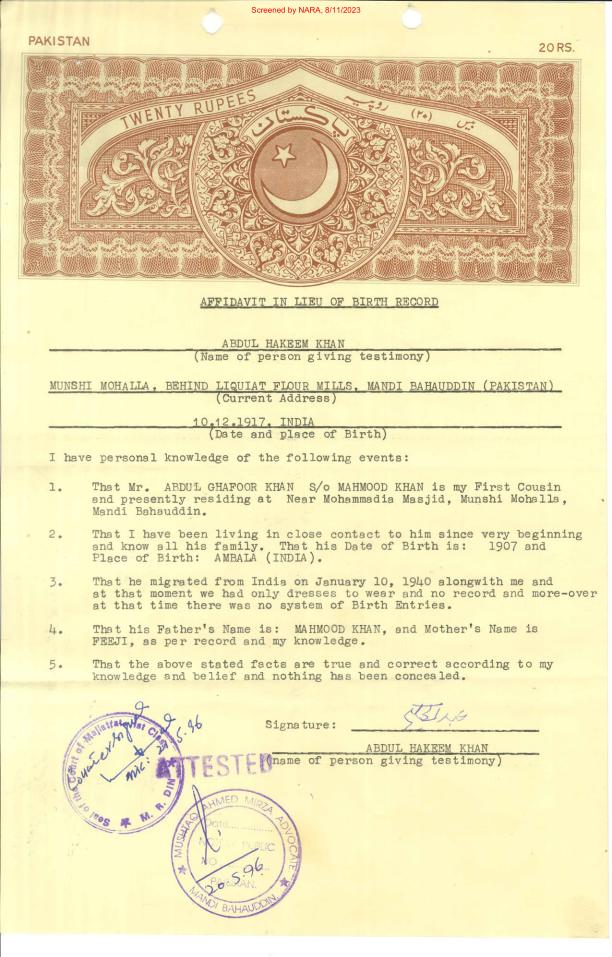 Screened by NARA, 8/11/2023
PAKISTAN
20 RS.
TWENTY RUPEES
بیس (۲۰) روپیہ
پاکستان
AFFIDAVIT IN LIEU OF BIRTH RECORD
ABDUL HAKEEM KHAN
(Name of person giving testimony)
MUNSHI MOHALLA, BEHIND LIQUIAT FLOUR MILLS, MANDI BAHAUDDIN (PAKISTAN)
(Current Address)
10.12.1917. INDIA
(Date and place of Birth)
I have personal knowledge of the following events:
1. That Mr. ABDUL GHAFOOR KHAN S/o MAHMOOD KHAN is my First Cousin
and presently residing at Near Mohammadia Masjid, Munshi Mohalls,
Mandi Bahauddin.
2. That I have been living in close contact to him since very beginning
and know all his family. That his Date of Birth is: 1907 and
Place of Birth: AMBALA (INDIA).
3. That he migrated from India on January 10, 1940 alongwith me and
at that moment we had only dresses to wear and no record and more-over
at that time there was no system of Birth Entries.
4. That his Father's Name is: MAHMOOD KHAN, and Mother's Name is
FEEJI, as per record and my knowledge.
5. That the above stated facts are true and correct according to my
knowledge and belief and nothing has been concealed.
Signature:
ABDUL HAKEEM KHAN
(name of person giving testimony)
ATTESTED
Seal of the Court of Ist Class
M. R. DIN
MUSHTAQ AHMED MIRZA ADVOCATE
Date
PUBLIC
20.5.96
MANDI BAHAUDDIN.